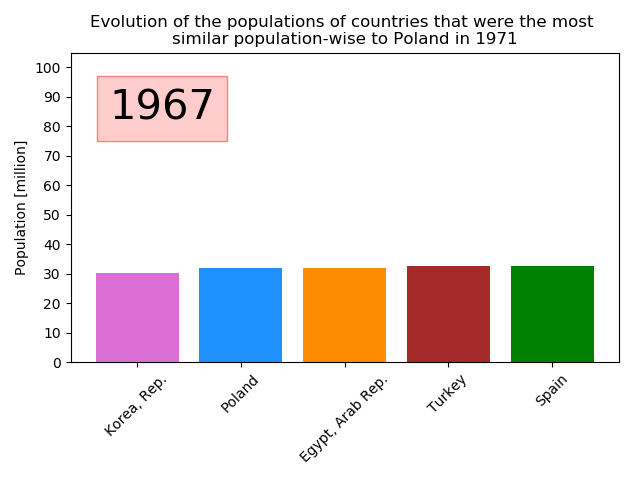 Evolution of the populations of countries that were the most
similar population-wise to Poland in 1971
100
90
80
70
60
50
40
30
20
10
0
1967
Population [million]
Korea, Rep.
Poland
Egypt, Arab Rep.
Turkey
Spain